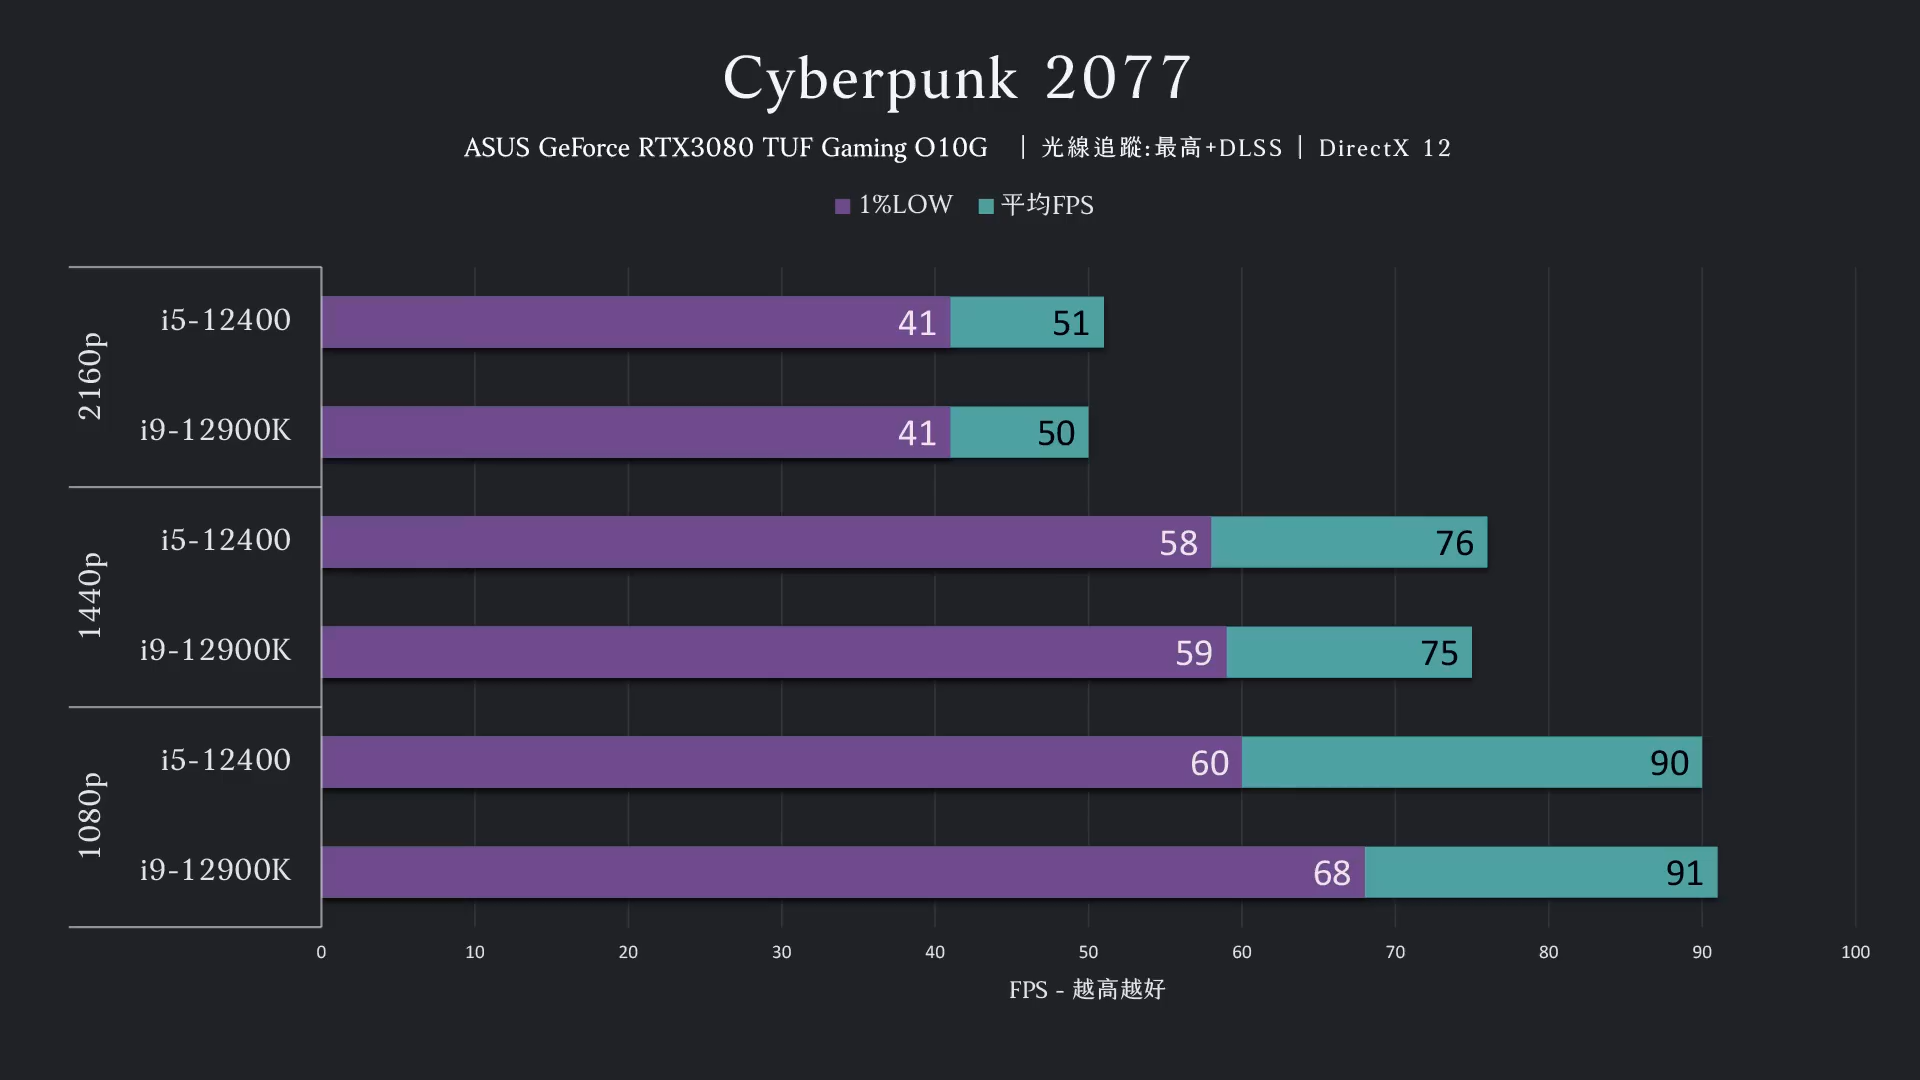 Cyberpunk 2077
ASUS GeForce RTX3080 TUF Gaming O10G | 光線追蹤:最高+DLSS | DirectX 12
1%LOW 平均FPS
2160p
i5-12400 41 51
i9-12900K 41 50
1440p
i5-12400 58 76
i9-12900K 59 75
1080p
i5-12400 60 90
i9-12900K 68 91
0 10 20 30 40 50 60 70 80 90 100
FPS - 越高越好